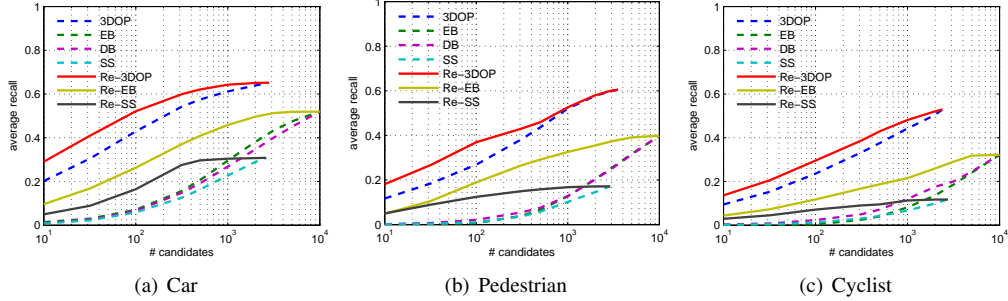 1
0.8
0.6
0.4
0.2
0
average recall
3DOP
EB
DB
SS
Re-3DOP
Re-EB
Re-SS
10^1
10^2
10^3
10^4
# candidates
(a) Car
1
0.8
0.6
0.4
0.2
0
average recall
3DOP
EB
DB
SS
Re-3DOP
Re-EB
Re-SS
10^1
10^2
10^3
10^4
# candidates
(b) Pedestrian
1
0.8
0.6
0.4
0.2
0
average recall
3DOP
EB
DB
SS
Re-3DOP
Re-EB
Re-SS
10^1
10^2
10^3
10^4
# candidates
(c) Cyclist